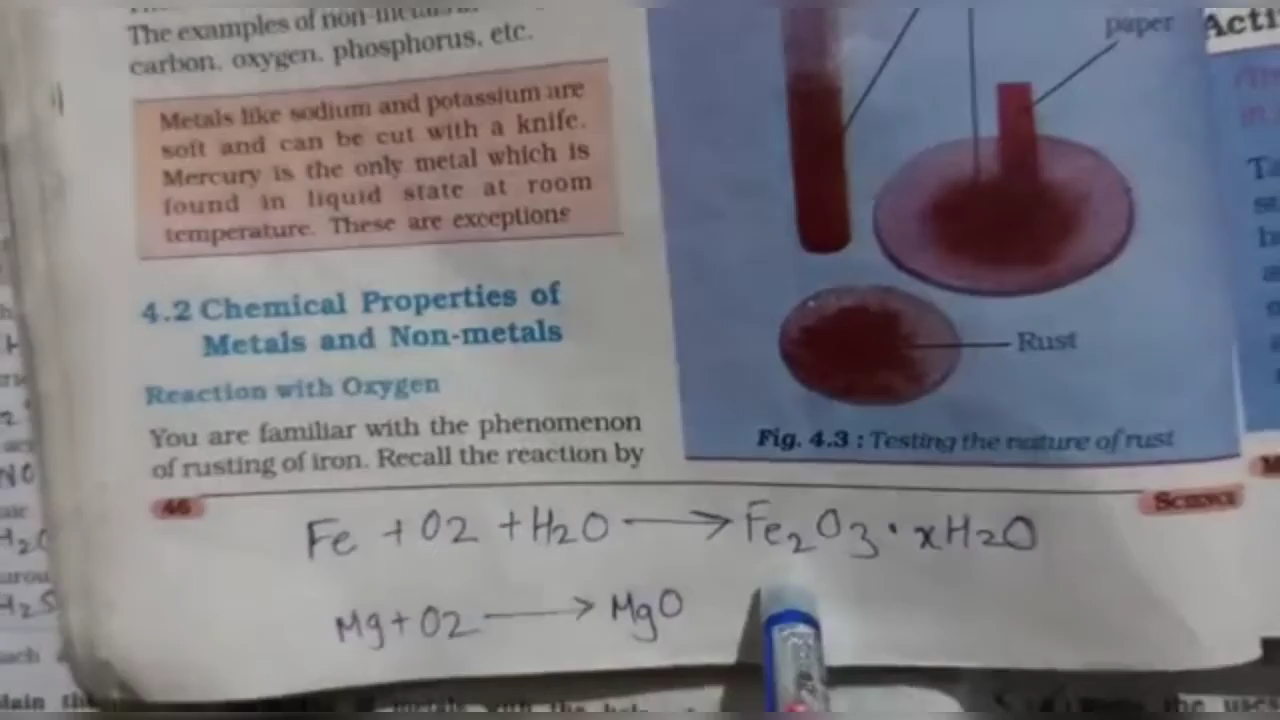 The examples of non-metals
carbon, oxygen, phosphorus, etc.
Metals like sodium and potassium are
soft and can be cut with a knife.
Mercury is the only metal which is
found in liquid state at room
temperature. These are exceptions
4.2 Chemical Properties of
Metals and Non-metals
Reaction with Oxygen
You are familiar with the phenomenon
of rusting of iron. Recall the reaction by
46
paper
Rust
Fig. 4.3 : Testing the nature of rust
Science
Fe + O2 + H2O → Fe2O3 · xH2O
Mg + O2 → MgO
Acti